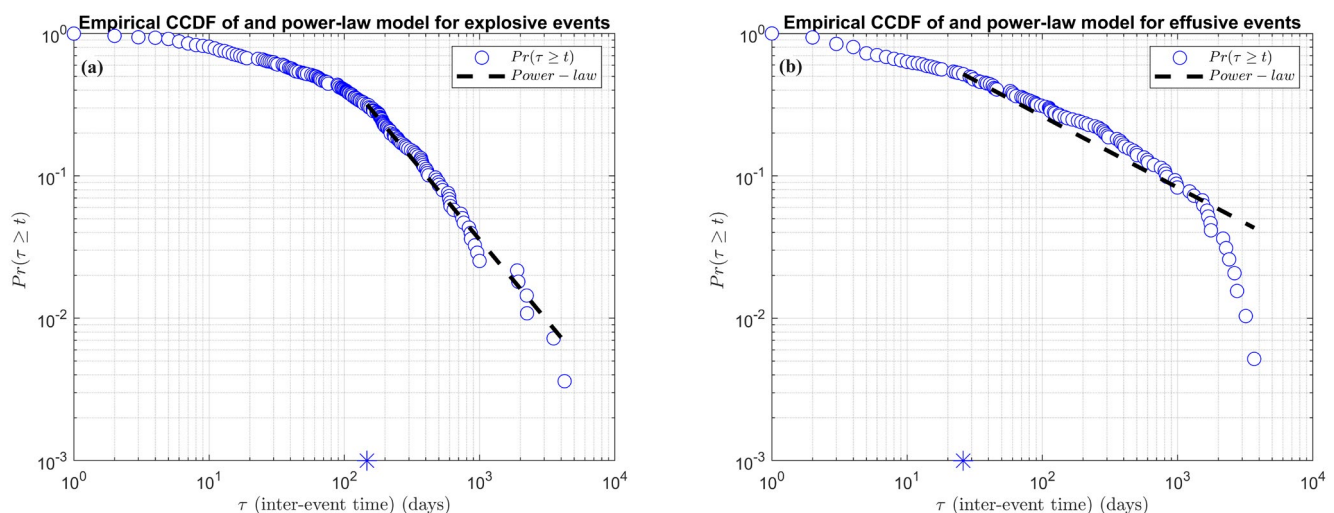 Empirical CCDF of and power-law model for explosive events
(a)
Pr(τ ≥ t)
Power − law
Pr(τ ≥ t)
10^0
10^-1
10^-2
10^-3
10^0 10^1 10^2 10^3 10^4
τ (inter-event time) (days)
Empirical CCDF of and power-law model for effusive events
(b)
Pr(τ ≥ t)
Power − law
Pr(τ ≥ t)
10^0
10^-1
10^-2
10^-3
10^0 10^1 10^2 10^3 10^4
τ (inter-event time) (days)